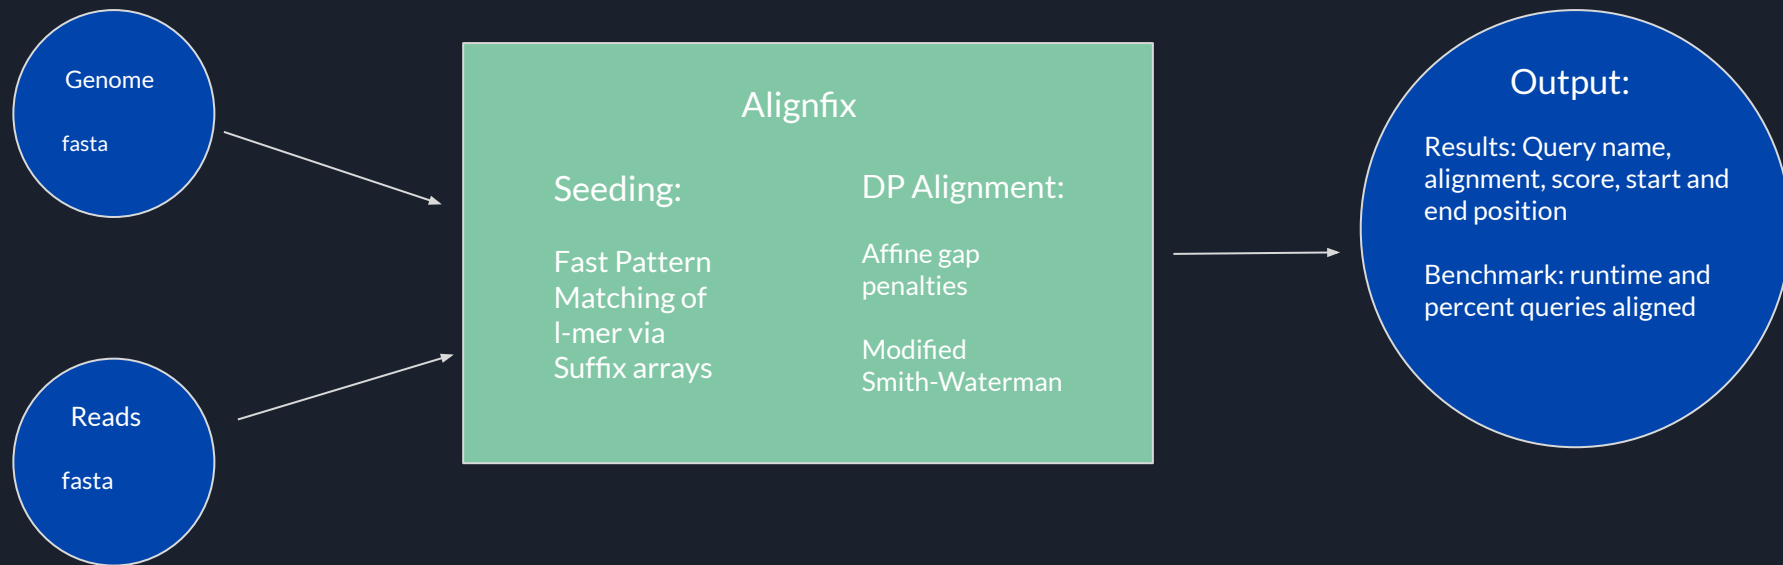 Genome
fasta
Reads
fasta
Alignfix
Seeding:
Fast Pattern
Matching of
l-mer via
Suffix arrays
DP Alignment:
Affine gap
penalties
Modified
Smith-Waterman
Output:
Results: Query name,
alignment, score, start and
end position
Benchmark: runtime and
percent queries aligned